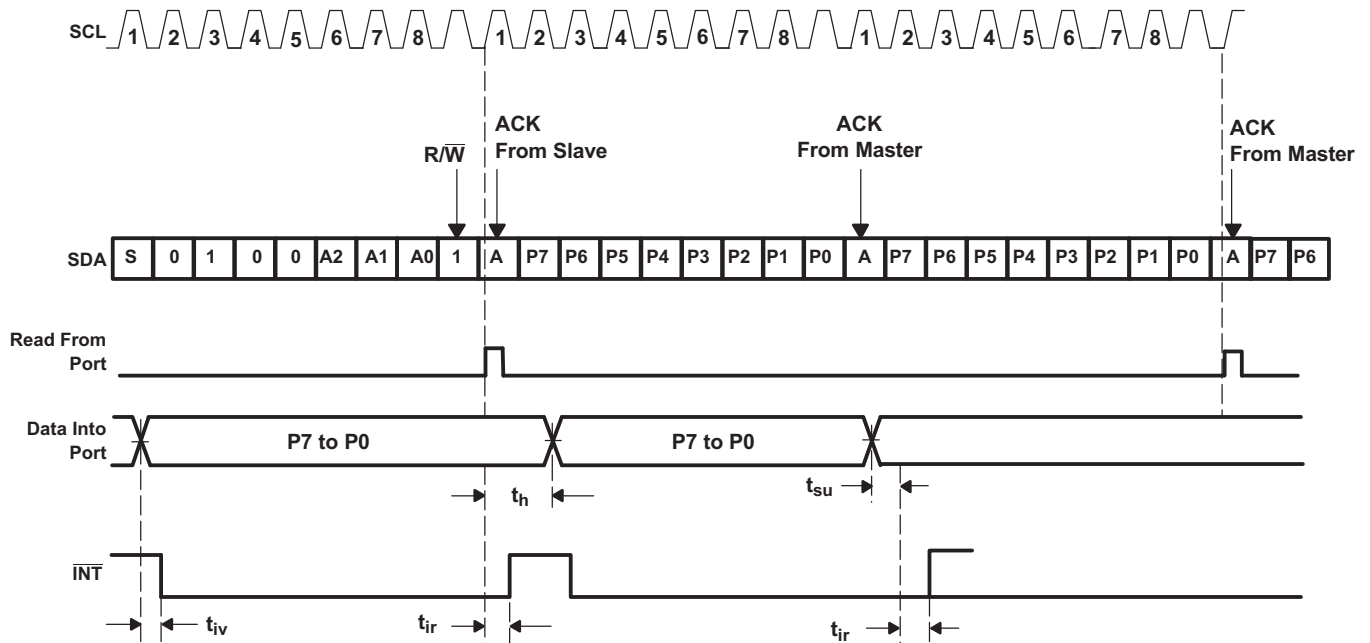 SCL 1 2 3 4 5 6 7 8 1 2 3 4 5 6 7 8 1 2 3 4 5 6 7 8
ACK
From Slave
R/W̅
ACK
From Master
ACK
From Master
SDA S 0 1 0 0 A2 A1 A0 1 A P7 P6 P5 P4 P3 P2 P1 P0 A P7 P6 P5 P4 P3 P2 P1 P0 A P7 P6
Read From
Port
Data Into
Port
P7 to P0 P7 to P0
th
tsu
I̅N̅T̅
tiv
tir
tir